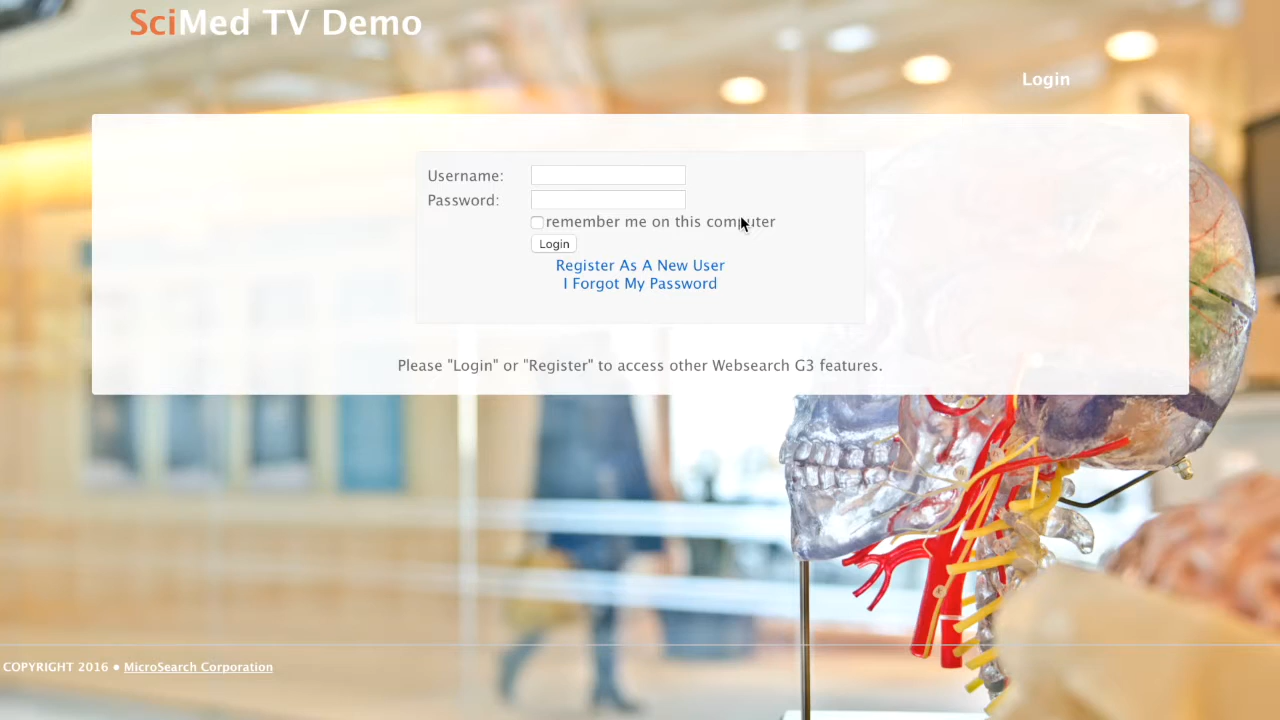 SciMed TV Demo
Login
Username:
Password:
remember me on this computer
Login
Register As A New User
I Forgot My Password
Please "Login" or "Register" to access other Websearch G3 features.
COPYRIGHT 2016 • MicroSearch Corporation